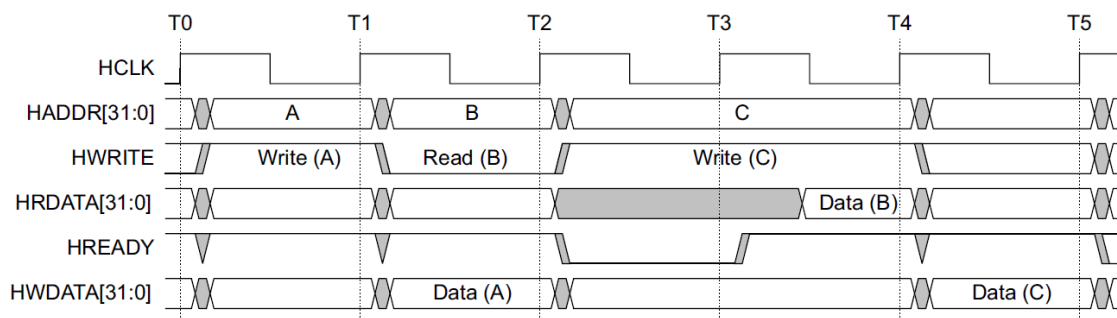 T0 T1 T2 T3 T4 T5
HCLK
HADDR[31:0] A B C
HWRITE Write (A) Read (B) Write (C)
HRDATA[31:0] Data (B)
HREADY
HWDATA[31:0] Data (A) Data (C)